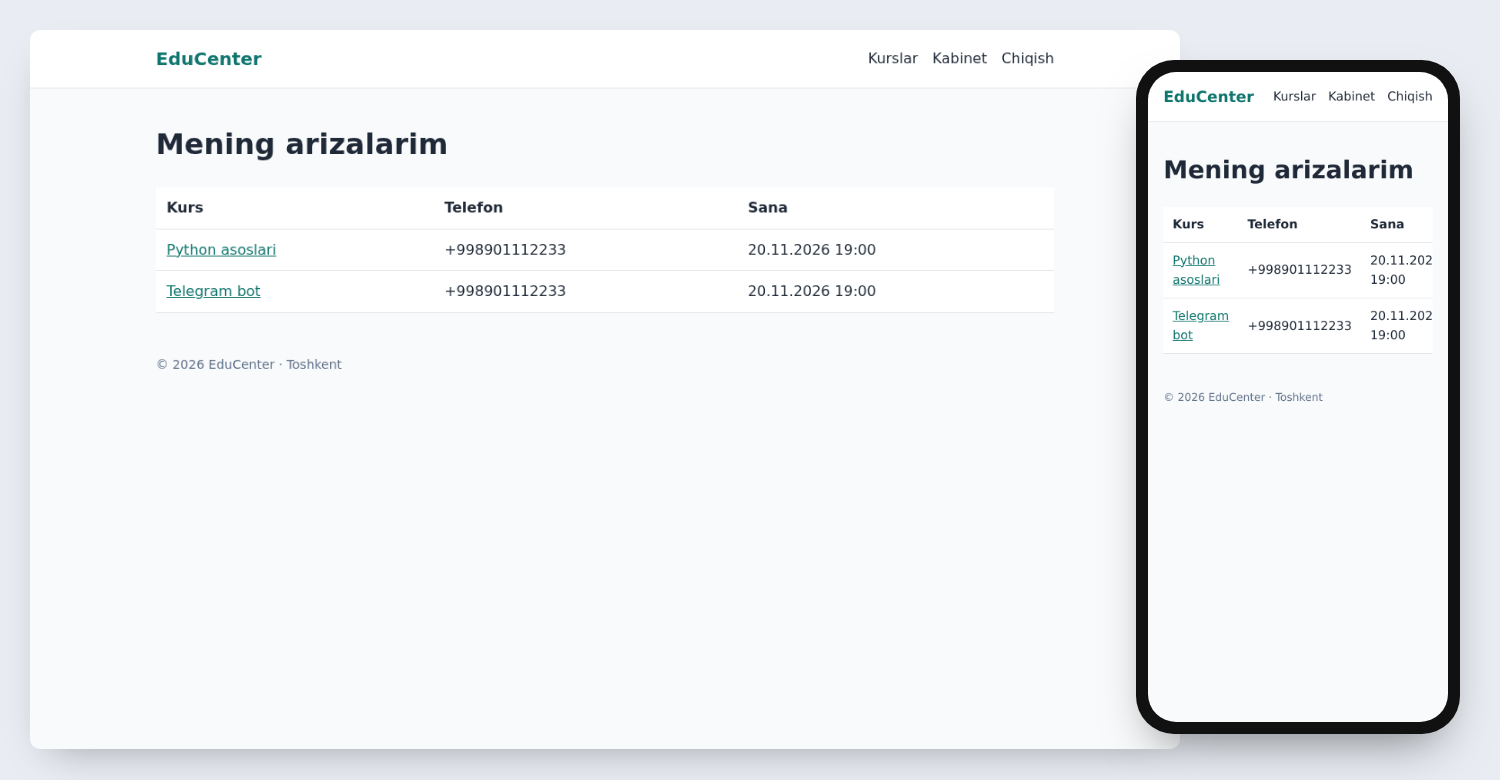 EduCenter Kurslar Kabinet Chiqish
Mening arizalarim
Kurs Telefon Sana
Python asoslari +998901112233 20.11.2026 19:00
Telegram bot +998901112233 20.11.2026 19:00
© 2026 EduCenter · Toshkent
EduCenter Kurslar Kabinet Chiqish
Mening arizalarim
Kurs Telefon Sana
Python asoslari +998901112233 20.11.202 19:00
Telegram bot +998901112233 20.11.202 19:00
© 2026 EduCenter · Toshkent